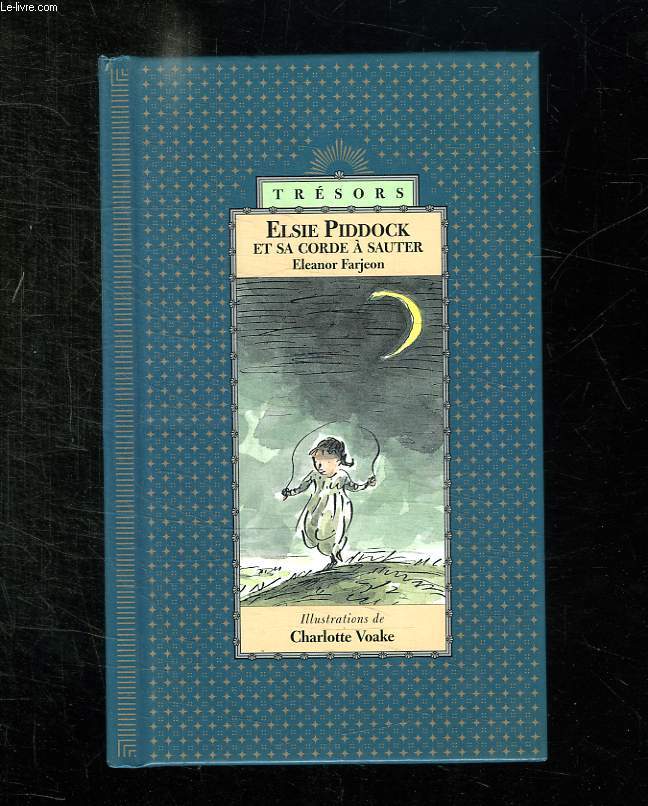 Le-livre.com
TRÉSORS
ELSIE PIDDOCK
ET SA CORDE À SAUTER
Eleanor Farjeon
Illustrations de
Charlotte Voake